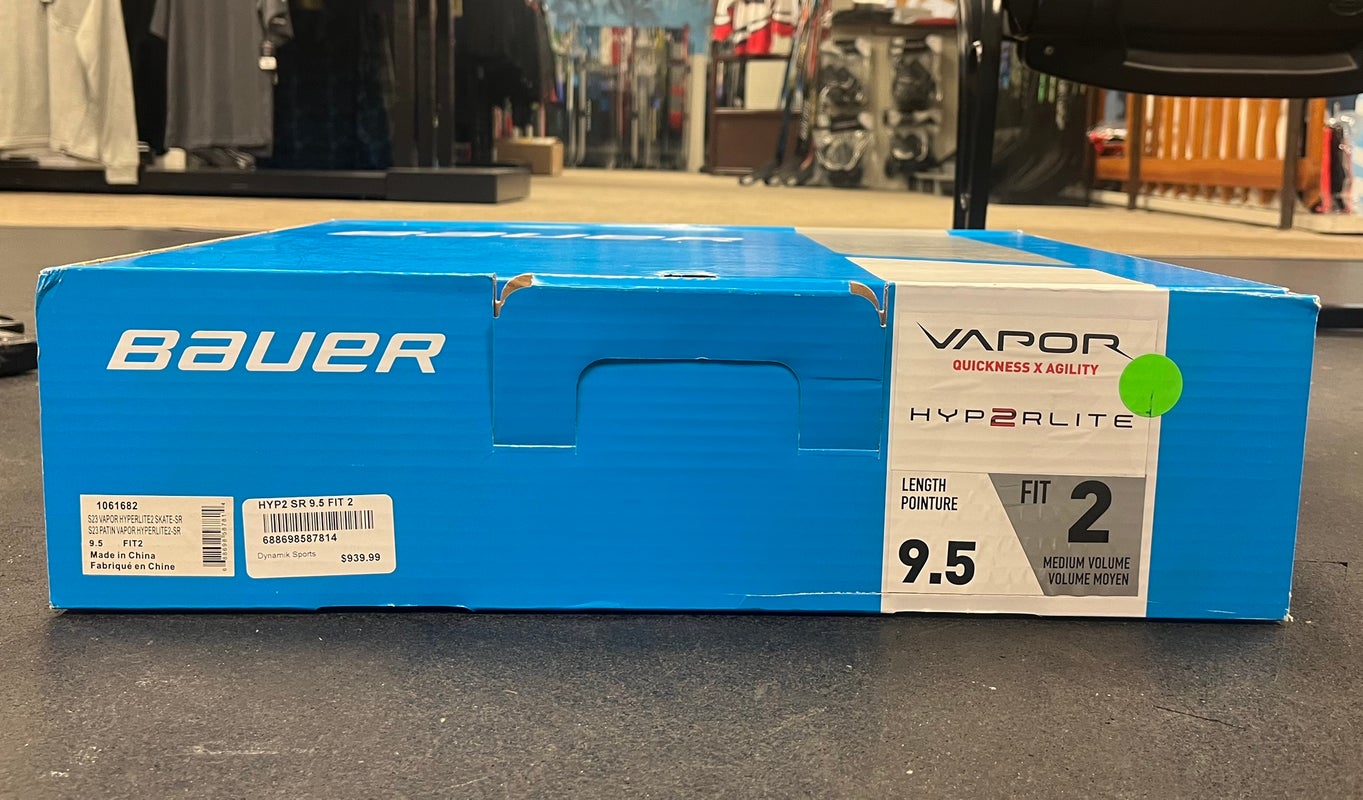 BAUER
BAUER
1061682
S23 VAPOR HYPERLITE2 SKATE-SR
S23 PATIN VAPOR HYPERLITE2-SR
9.5 FIT2
Made in China
Fabriqué en Chine
HYP2 SR 9.5 FIT 2
688698587814
Dynamik Sports
$939.99
VAPOR
QUICKNESS X AGILITY
HYP2RLITE
LENGTH
POINTURE
9.5
FIT 2
MEDIUM VOLUME
VOLUME MOYEN